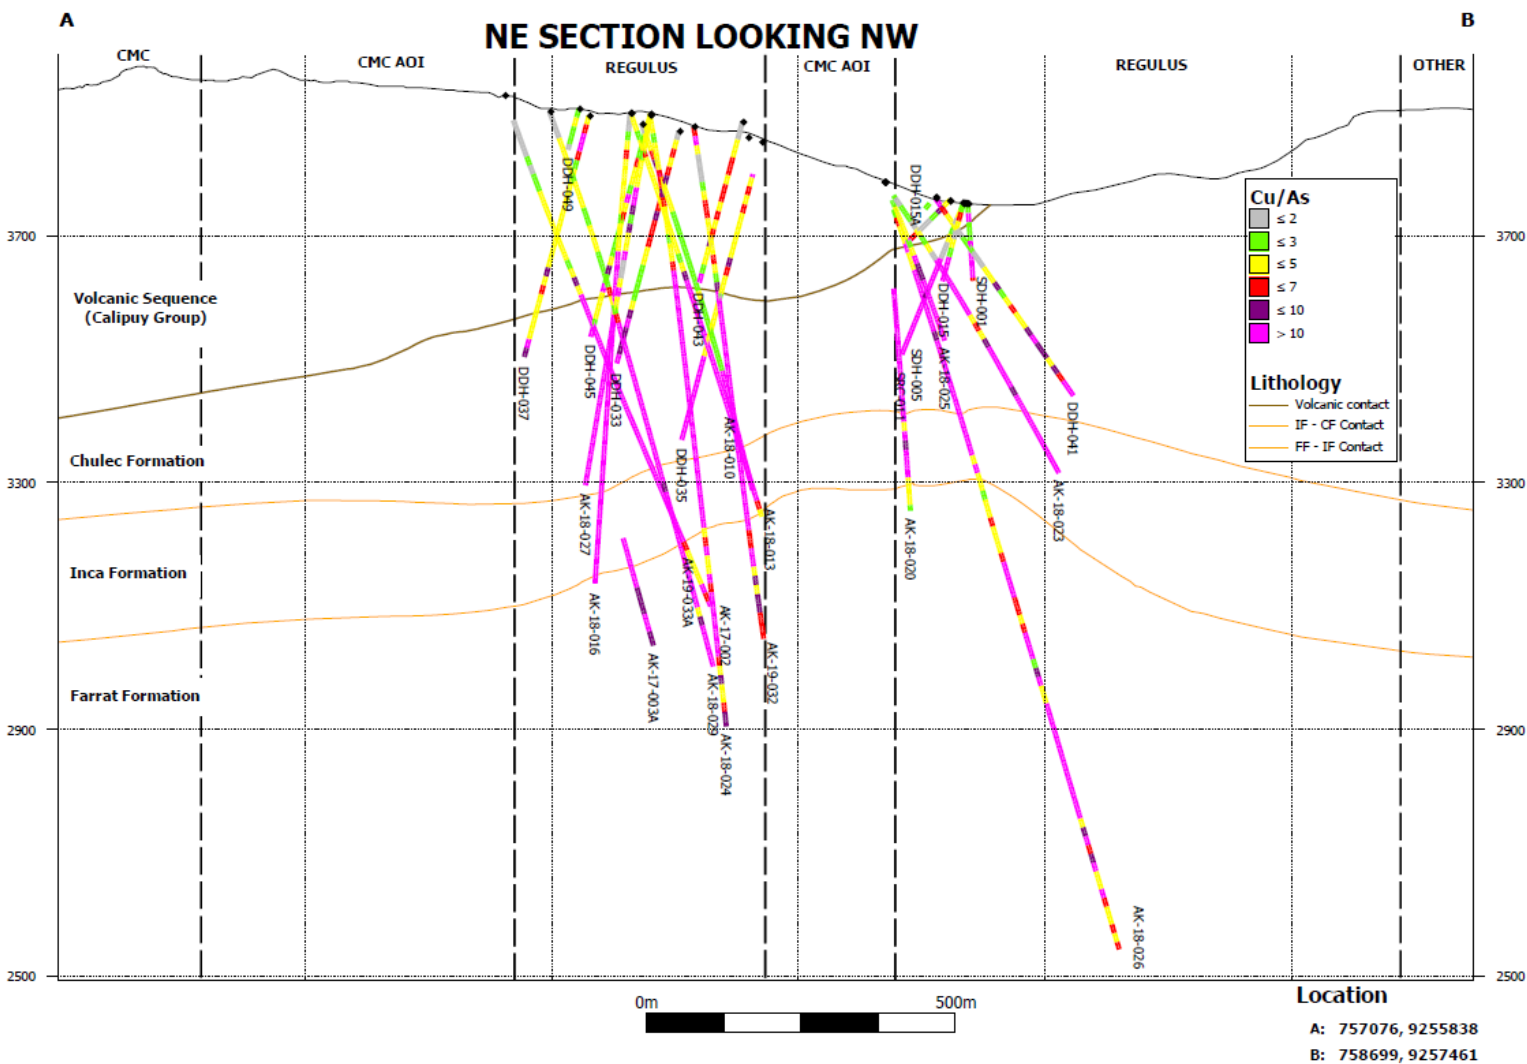 A
B
NE SECTION LOOKING NW
CMC
CMC AOI
REGULUS
CMC AOI
REGULUS
OTHER
3700
3700
3300
3300
2900
2900
2500
2500
Volcanic Sequence
(Calipuy Group)
Chulec Formation
Inca Formation
Farrat Formation
DDH-049
DDH-037
DDH-045
DDH-033
DDH-043
DDH-035
AK-18-010
AK-18-027
AK-18-016
AK-17-003A
AK-19-033A
AK-17-002
AK-18-029
AK-18-024
AK-18-013
AK-19-032
DDH-015A
DDH-015
SDH-001
SDH-005
AK-18-025
AK-18-020
DDH-041
AK-18-023
AK-18-026
Cu/As
≤ 2
≤ 3
≤ 5
≤ 7
≤ 10
> 10
Lithology
Volcanic contact
IF - CF Contact
FF - IF Contact
0m
500m
Location
A: 757076, 9255838
B: 758699, 9257461